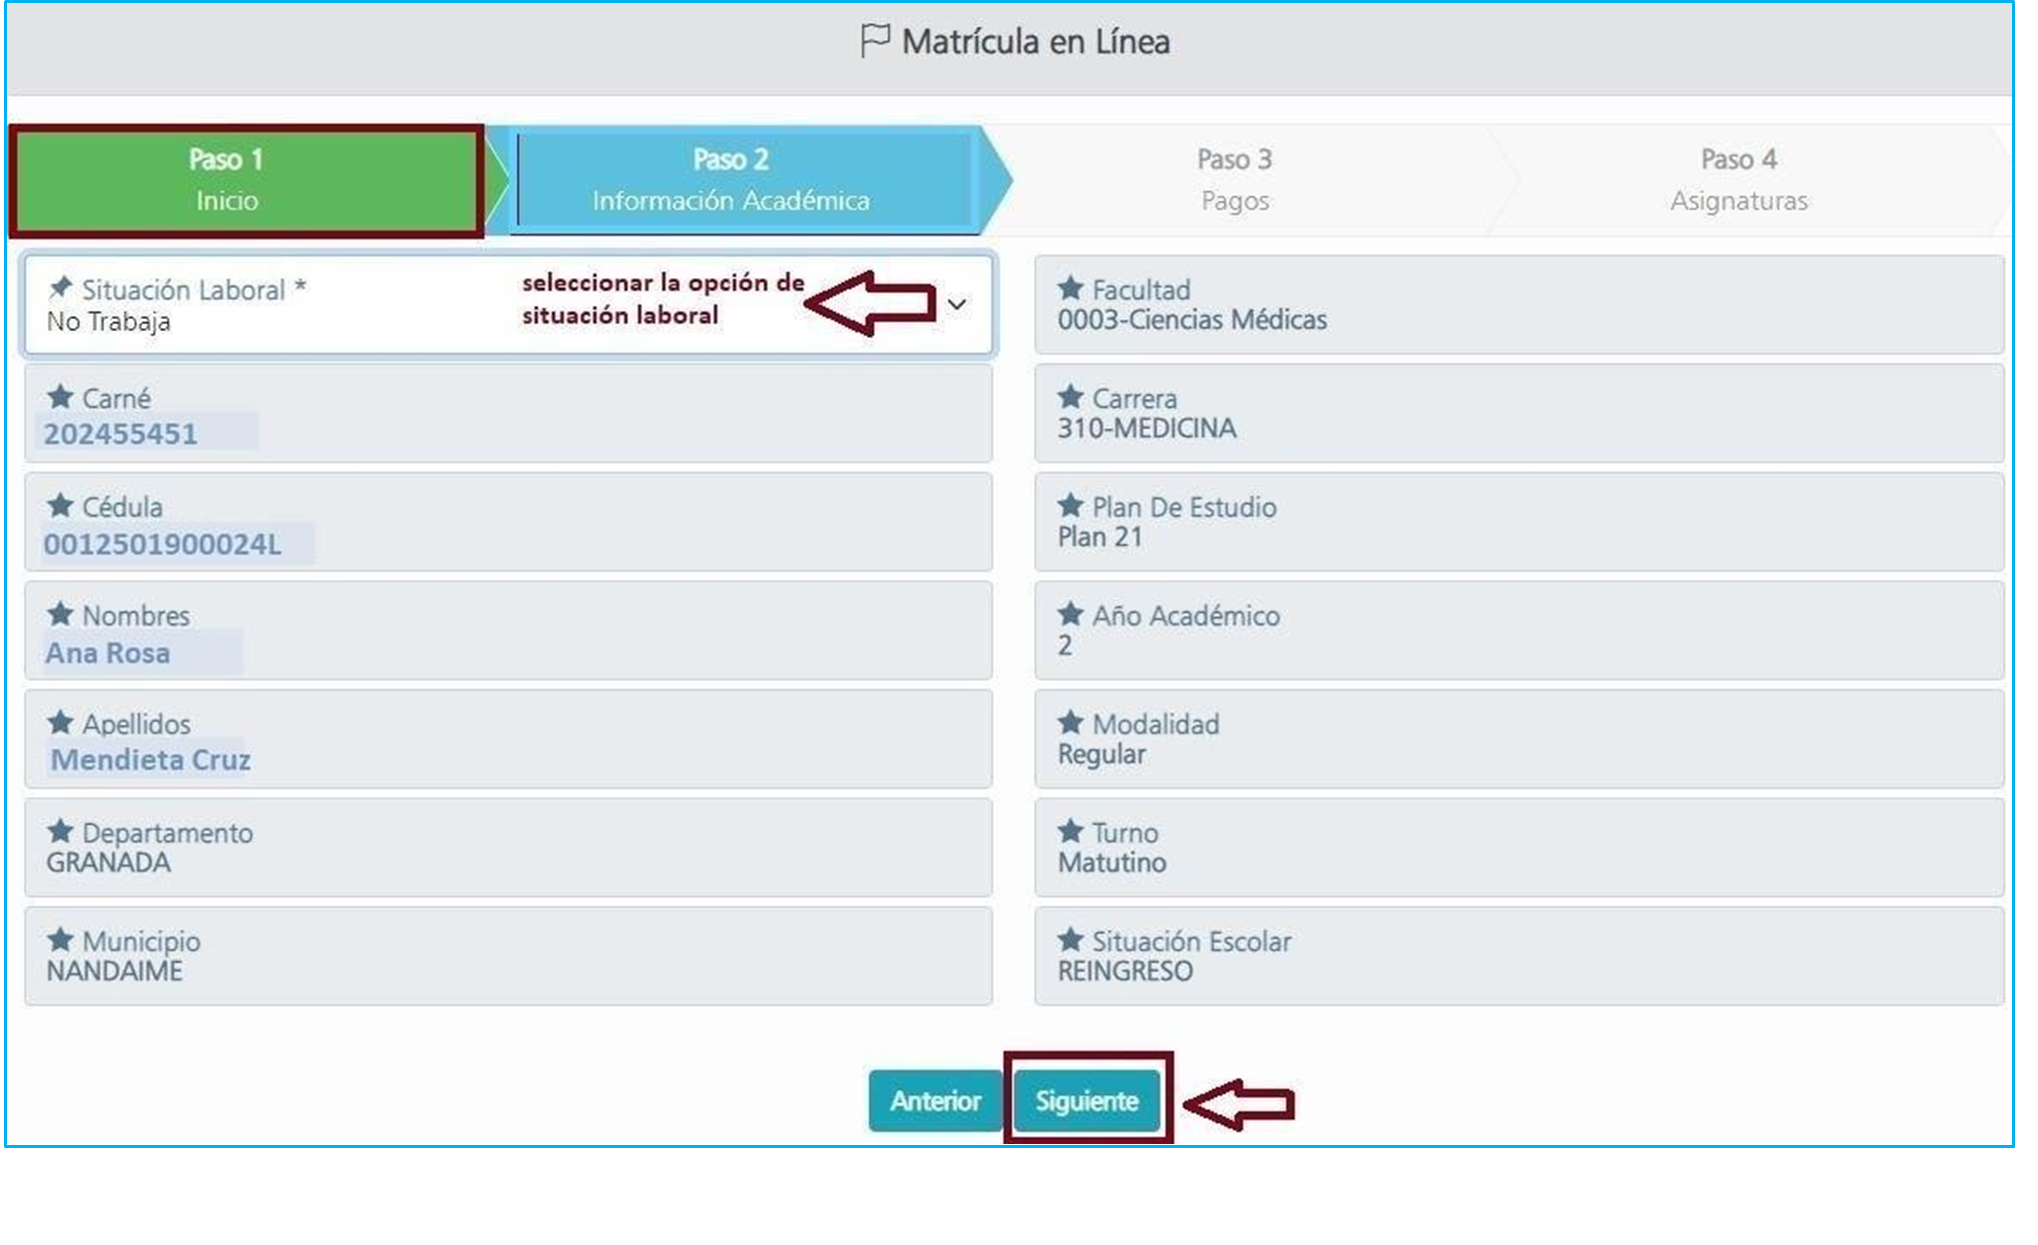 Matrícula en Línea
Paso 1
Inicio
Paso 2
Información Académica
Paso 3
Pagos
Paso 4
Asignaturas
Situación Laboral *
No Trabaja
seleccionar la opción de
situación laboral
Carné
202455451
Cédula
0012501900024L
Nombres
Ana Rosa
Apellidos
Mendieta Cruz
Departamento
GRANADA
Municipio
NANDAIME
Facultad
0003-Ciencias Médicas
Carrera
310-MEDICINA
Plan De Estudio
Plan 21
Año Académico
2
Modalidad
Regular
Turno
Matutino
Situación Escolar
REINGRESO
Anterior
Siguiente